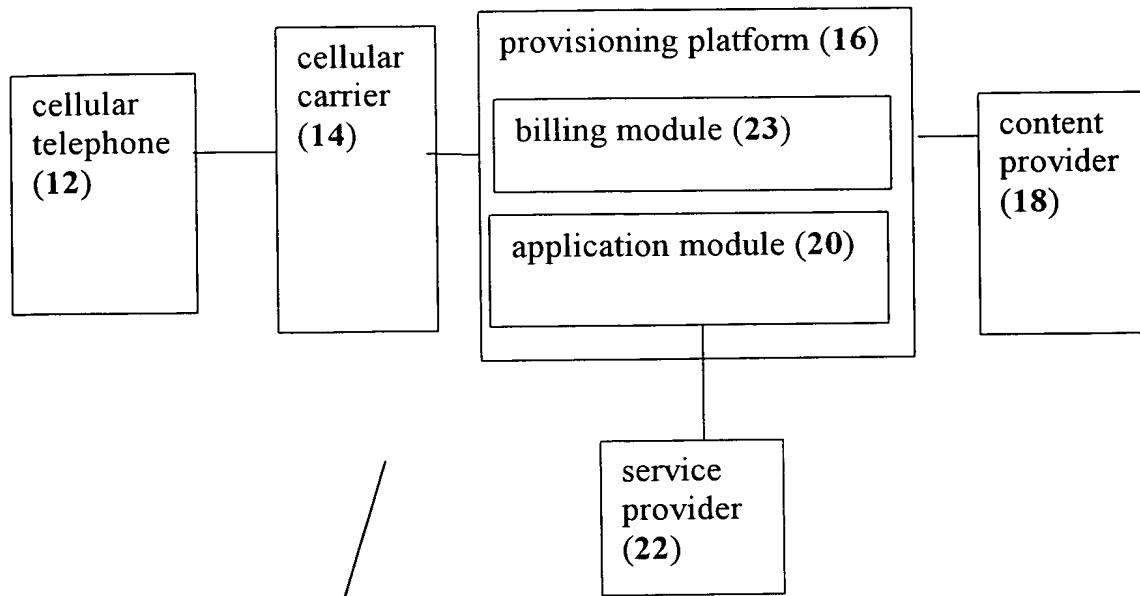 cellular
telephone
(12)
cellular
carrier
(14)
provisioning platform (16)
billing module (23)
application module (20)
content
provider
(18)
service
provider
(22)